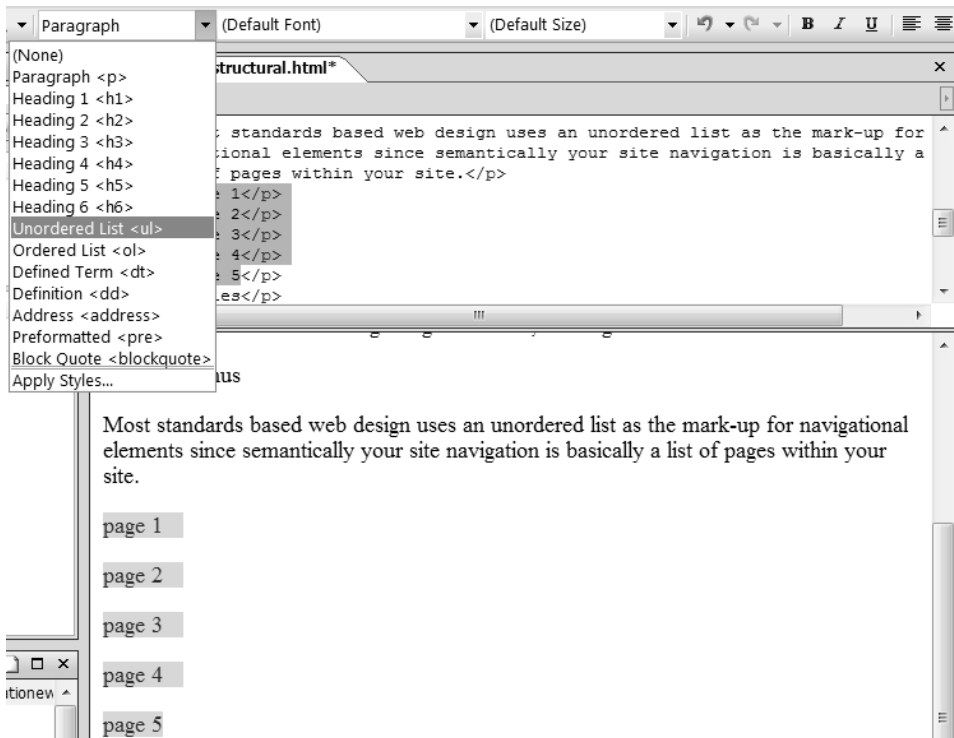 Paragraph (Default Font) (Default Size) B I U
(None)
Paragraph <p>
Heading 1 <h1>
Heading 2 <h2>
Heading 3 <h3>
Heading 4 <h4>
Heading 5 <h5>
Heading 6 <h6>
Unordered List <ul>
Ordered List <ol>
Defined Term <dt>
Definition <dd>
Address <address>
Preformatted <pre>
Block Quote <blockquote>
Apply Styles...
structural.html*
standards based web design uses an unordered list as the mark-up for
tional elements since semantically your site navigation is basically a
f pages within your site.</p>
e 1</p>
e 2</p>
e 3</p>
e 4</p>
e 5</p>
les</p>
nus
Most standards based web design uses an unordered list as the mark-up for navigational
elements since semantically your site navigation is basically a list of pages within your
site.
page 1
page 2
page 3
page 4
page 5
tionew